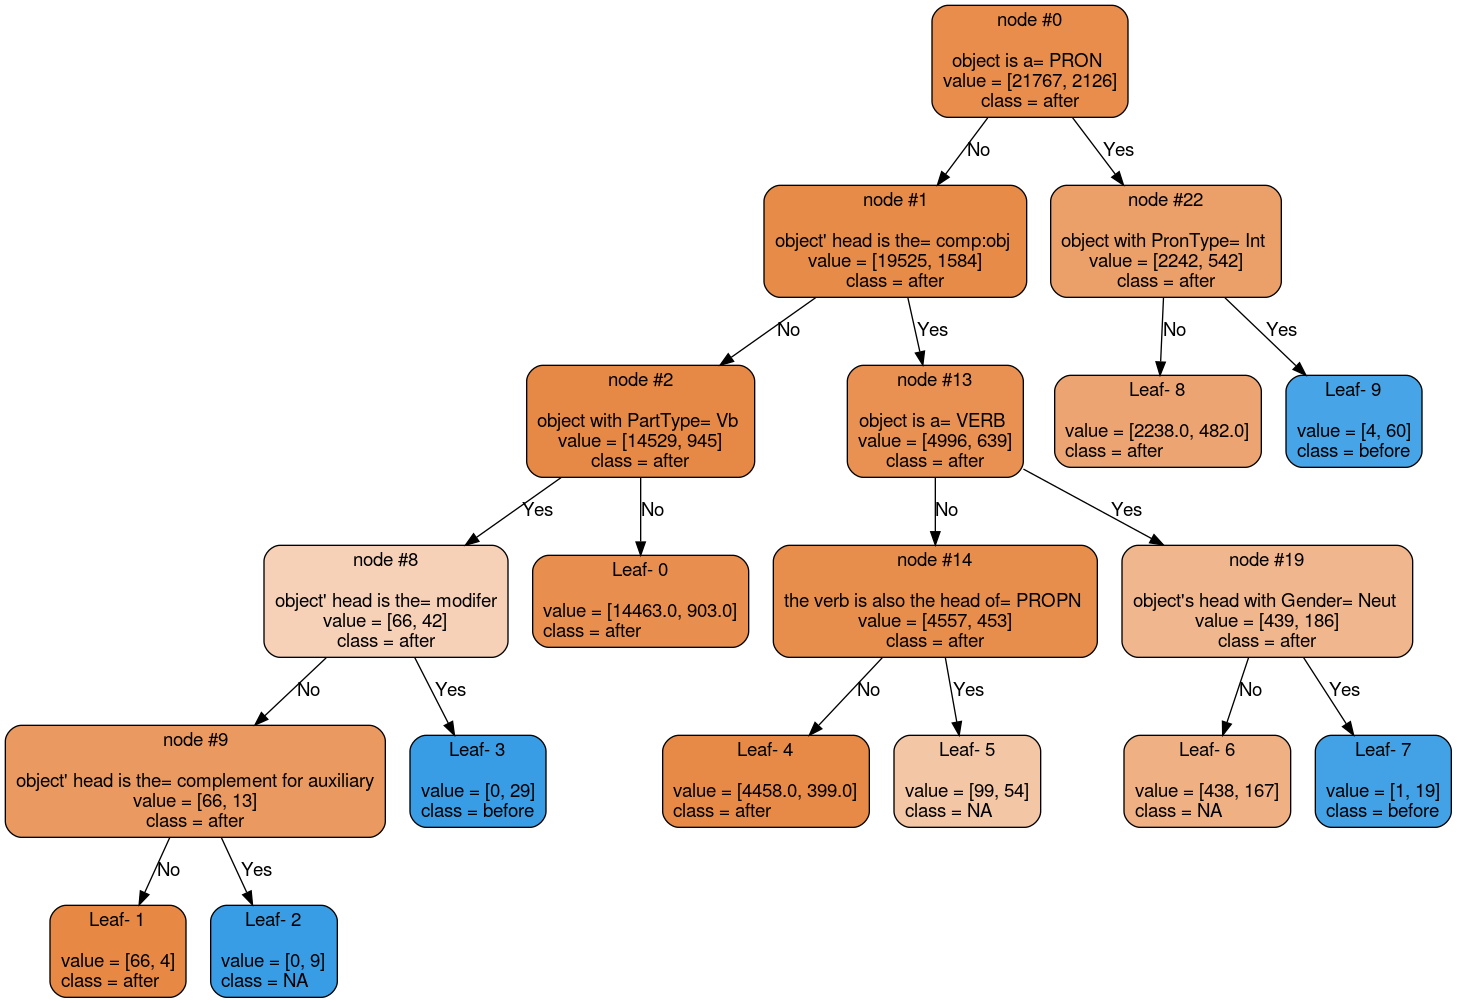 node #0
object is a= PRON
value = [21767, 2126]
class = after
No
Yes
node #1
object' head is the= comp:obj
value = [19525, 1584]
class = after
node #22
object with PronType= Int
value = [2242, 542]
class = after
No
Yes
No
Yes
node #2
object with PartType= Vb
value = [14529, 945]
class = after
node #13
object is a= VERB
value = [4996, 639]
class = after
Leaf- 8
value = [2238.0, 482.0]
class = after
Leaf- 9
value = [4, 60]
class = before
Yes
No
No
Yes
node #8
object' head is the= modifer
value = [66, 42]
class = after
Leaf- 0
value = [14463.0, 903.0]
class = after
node #14
the verb is also the head of= PROPN
value = [4557, 453]
class = after
node #19
object's head with Gender= Neut
value = [439, 186]
class = after
No
Yes
No
Yes
No
Yes
node #9
object' head is the= complement for auxiliary
value = [66, 13]
class = after
Leaf- 3
value = [0, 29]
class = before
Leaf- 4
value = [4458.0, 399.0]
class = after
Leaf- 5
value = [99, 54]
class = NA
Leaf- 6
value = [438, 167]
class = NA
Leaf- 7
value = [1, 19]
class = before
No
Yes
Leaf- 1
value = [66, 4]
class = after
Leaf- 2
value = [0, 9]
class = NA